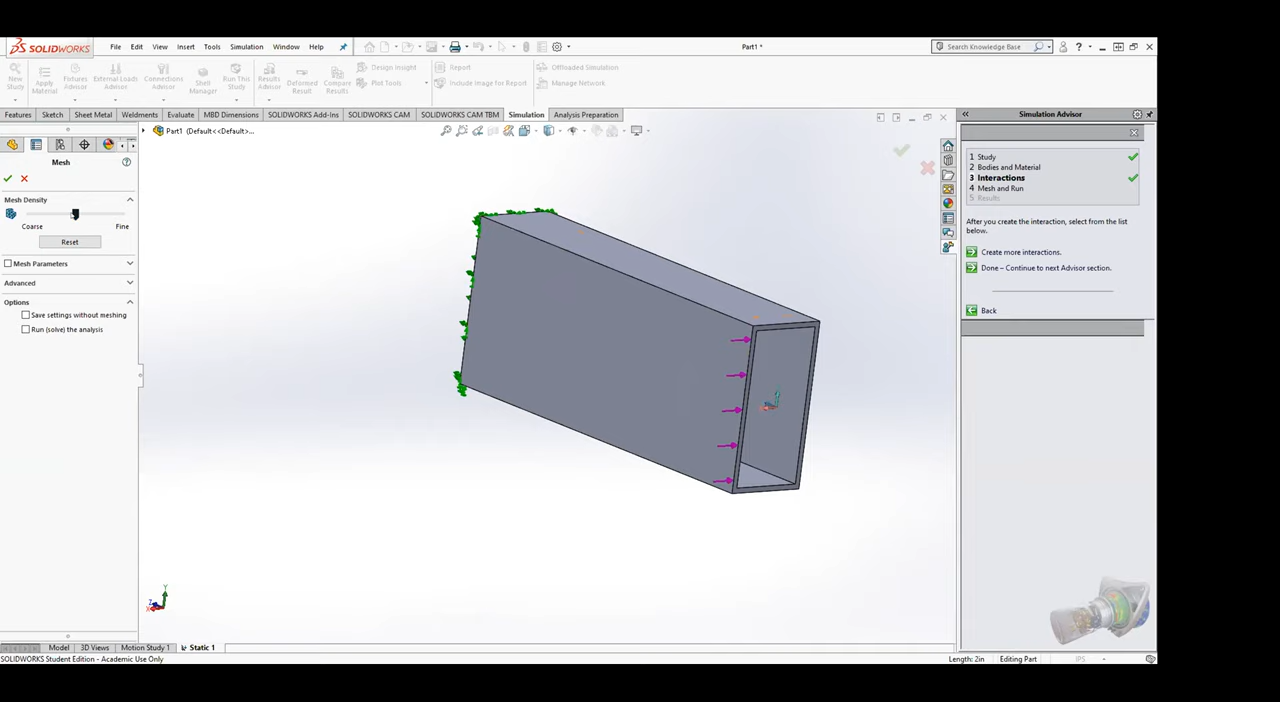 SOLIDWORKS File Edit View Insert Tools Simulation Window Help Part1 * Search Knowledge Base
New Study
Apply Material
Fixtures Advisor
External Loads Advisor
Connections Advisor
Shell Manager
Run This Study
Results Advisor
Deformed Result
Compare Results
Design Insight
Plot Tools
Report
Include Image for Report
Offloaded Simulation
Manage Network
Features Sketch Sheet Metal Weldments Evaluate MBD Dimensions SOLIDWORKS Add-Ins SOLIDWORKS CAM SOLIDWORKS CAM TBM Simulation Analysis Preparation
Part1 (Default<<Default>...
Mesh
Mesh Density
Coarse Fine
Reset
Mesh Parameters
Advanced
Options
Save settings without meshing
Run (solve) the analysis
Simulation Advisor
1 Study
2 Bodies and Material
3 Interactions
4 Mesh and Run
5 Results
After you create the interaction, select from the list
below.
Create more interactions.
Done – Continue to next Advisor section.
Back
Y
X
Z
Model 3D Views Motion Study 1 Static 1
SOLIDWORKS Student Edition - Academic Use Only Length: 2in Editing Part IPS